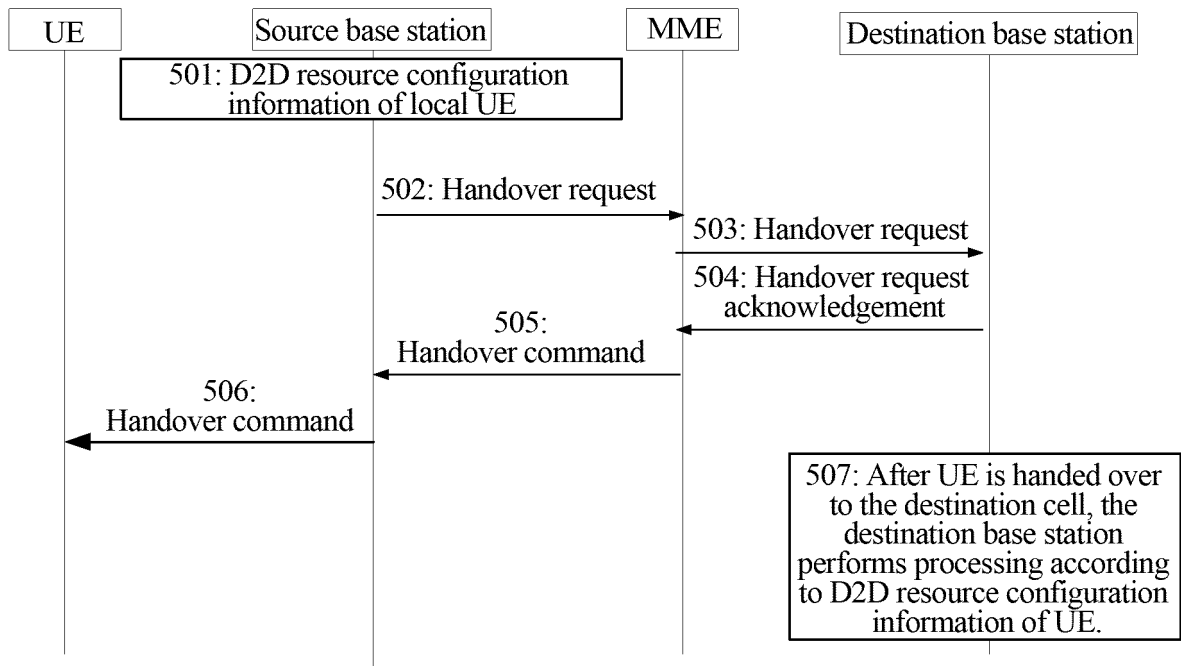 UE
Source base station
MME
Destination base station
501: D2D resource configuration
information of local UE
502: Handover request
503: Handover request
504: Handover request
acknowledgement
505:
Handover command
506:
Handover command
507: After UE is handed over
to the destination cell, the
destination base station
performs processing according
to D2D resource configuration
information of UE.